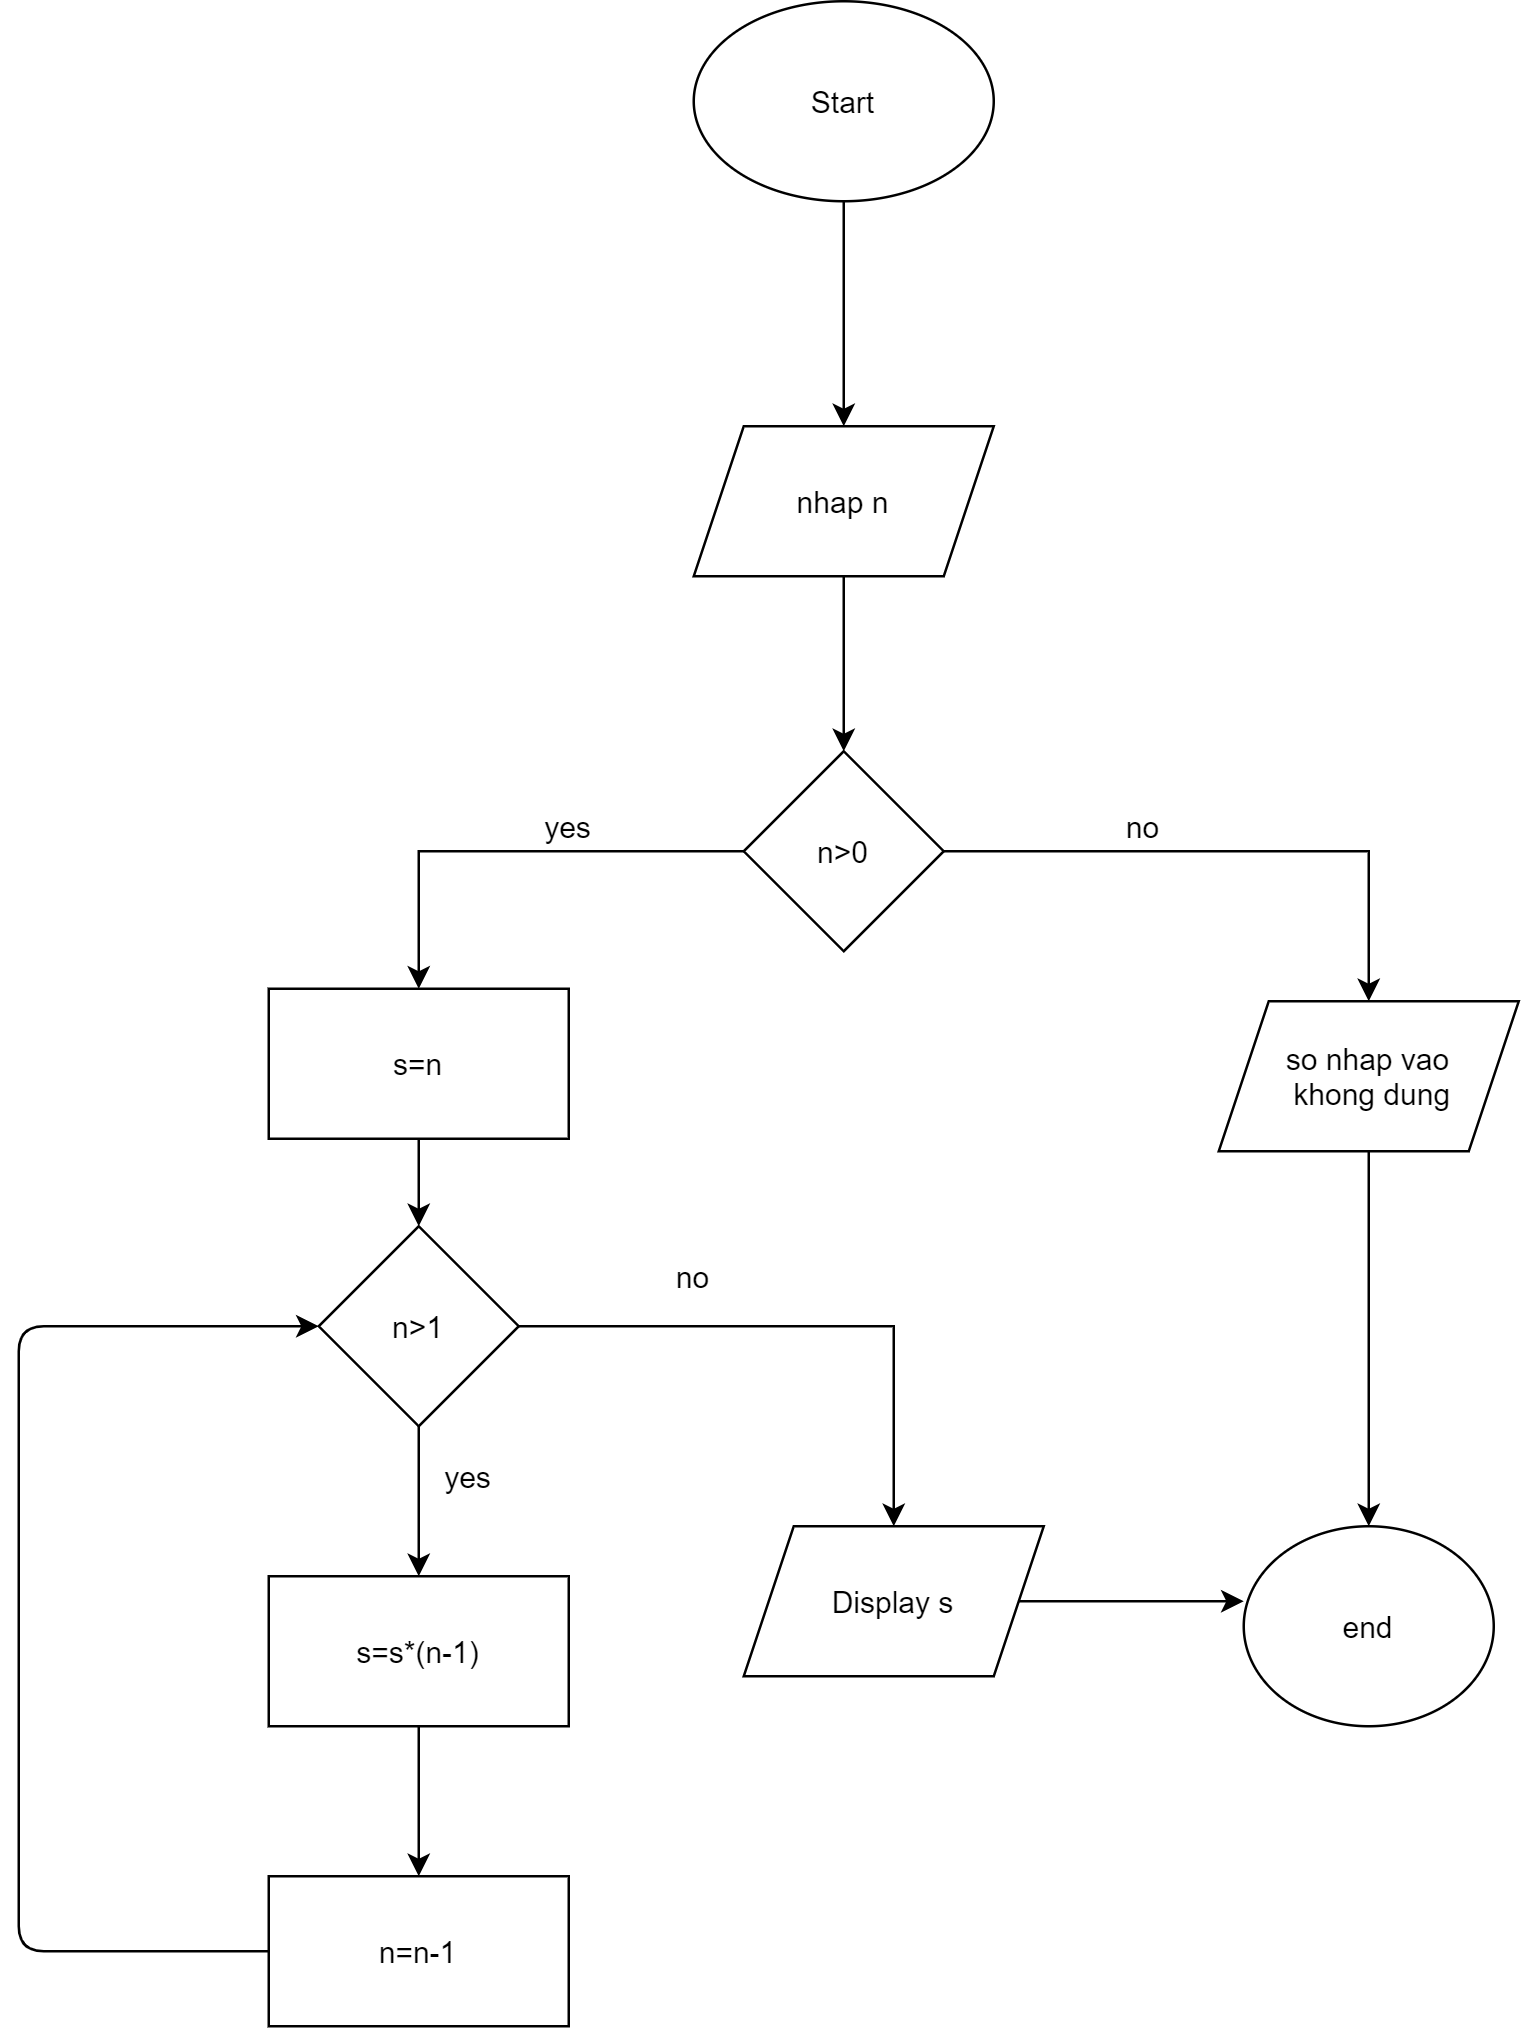 Start
nhap n
yes
no
n>0
s=n
so nhap vao
khong dung
no
n>1
yes
s=s*(n-1)
Display s
end
n=n-1